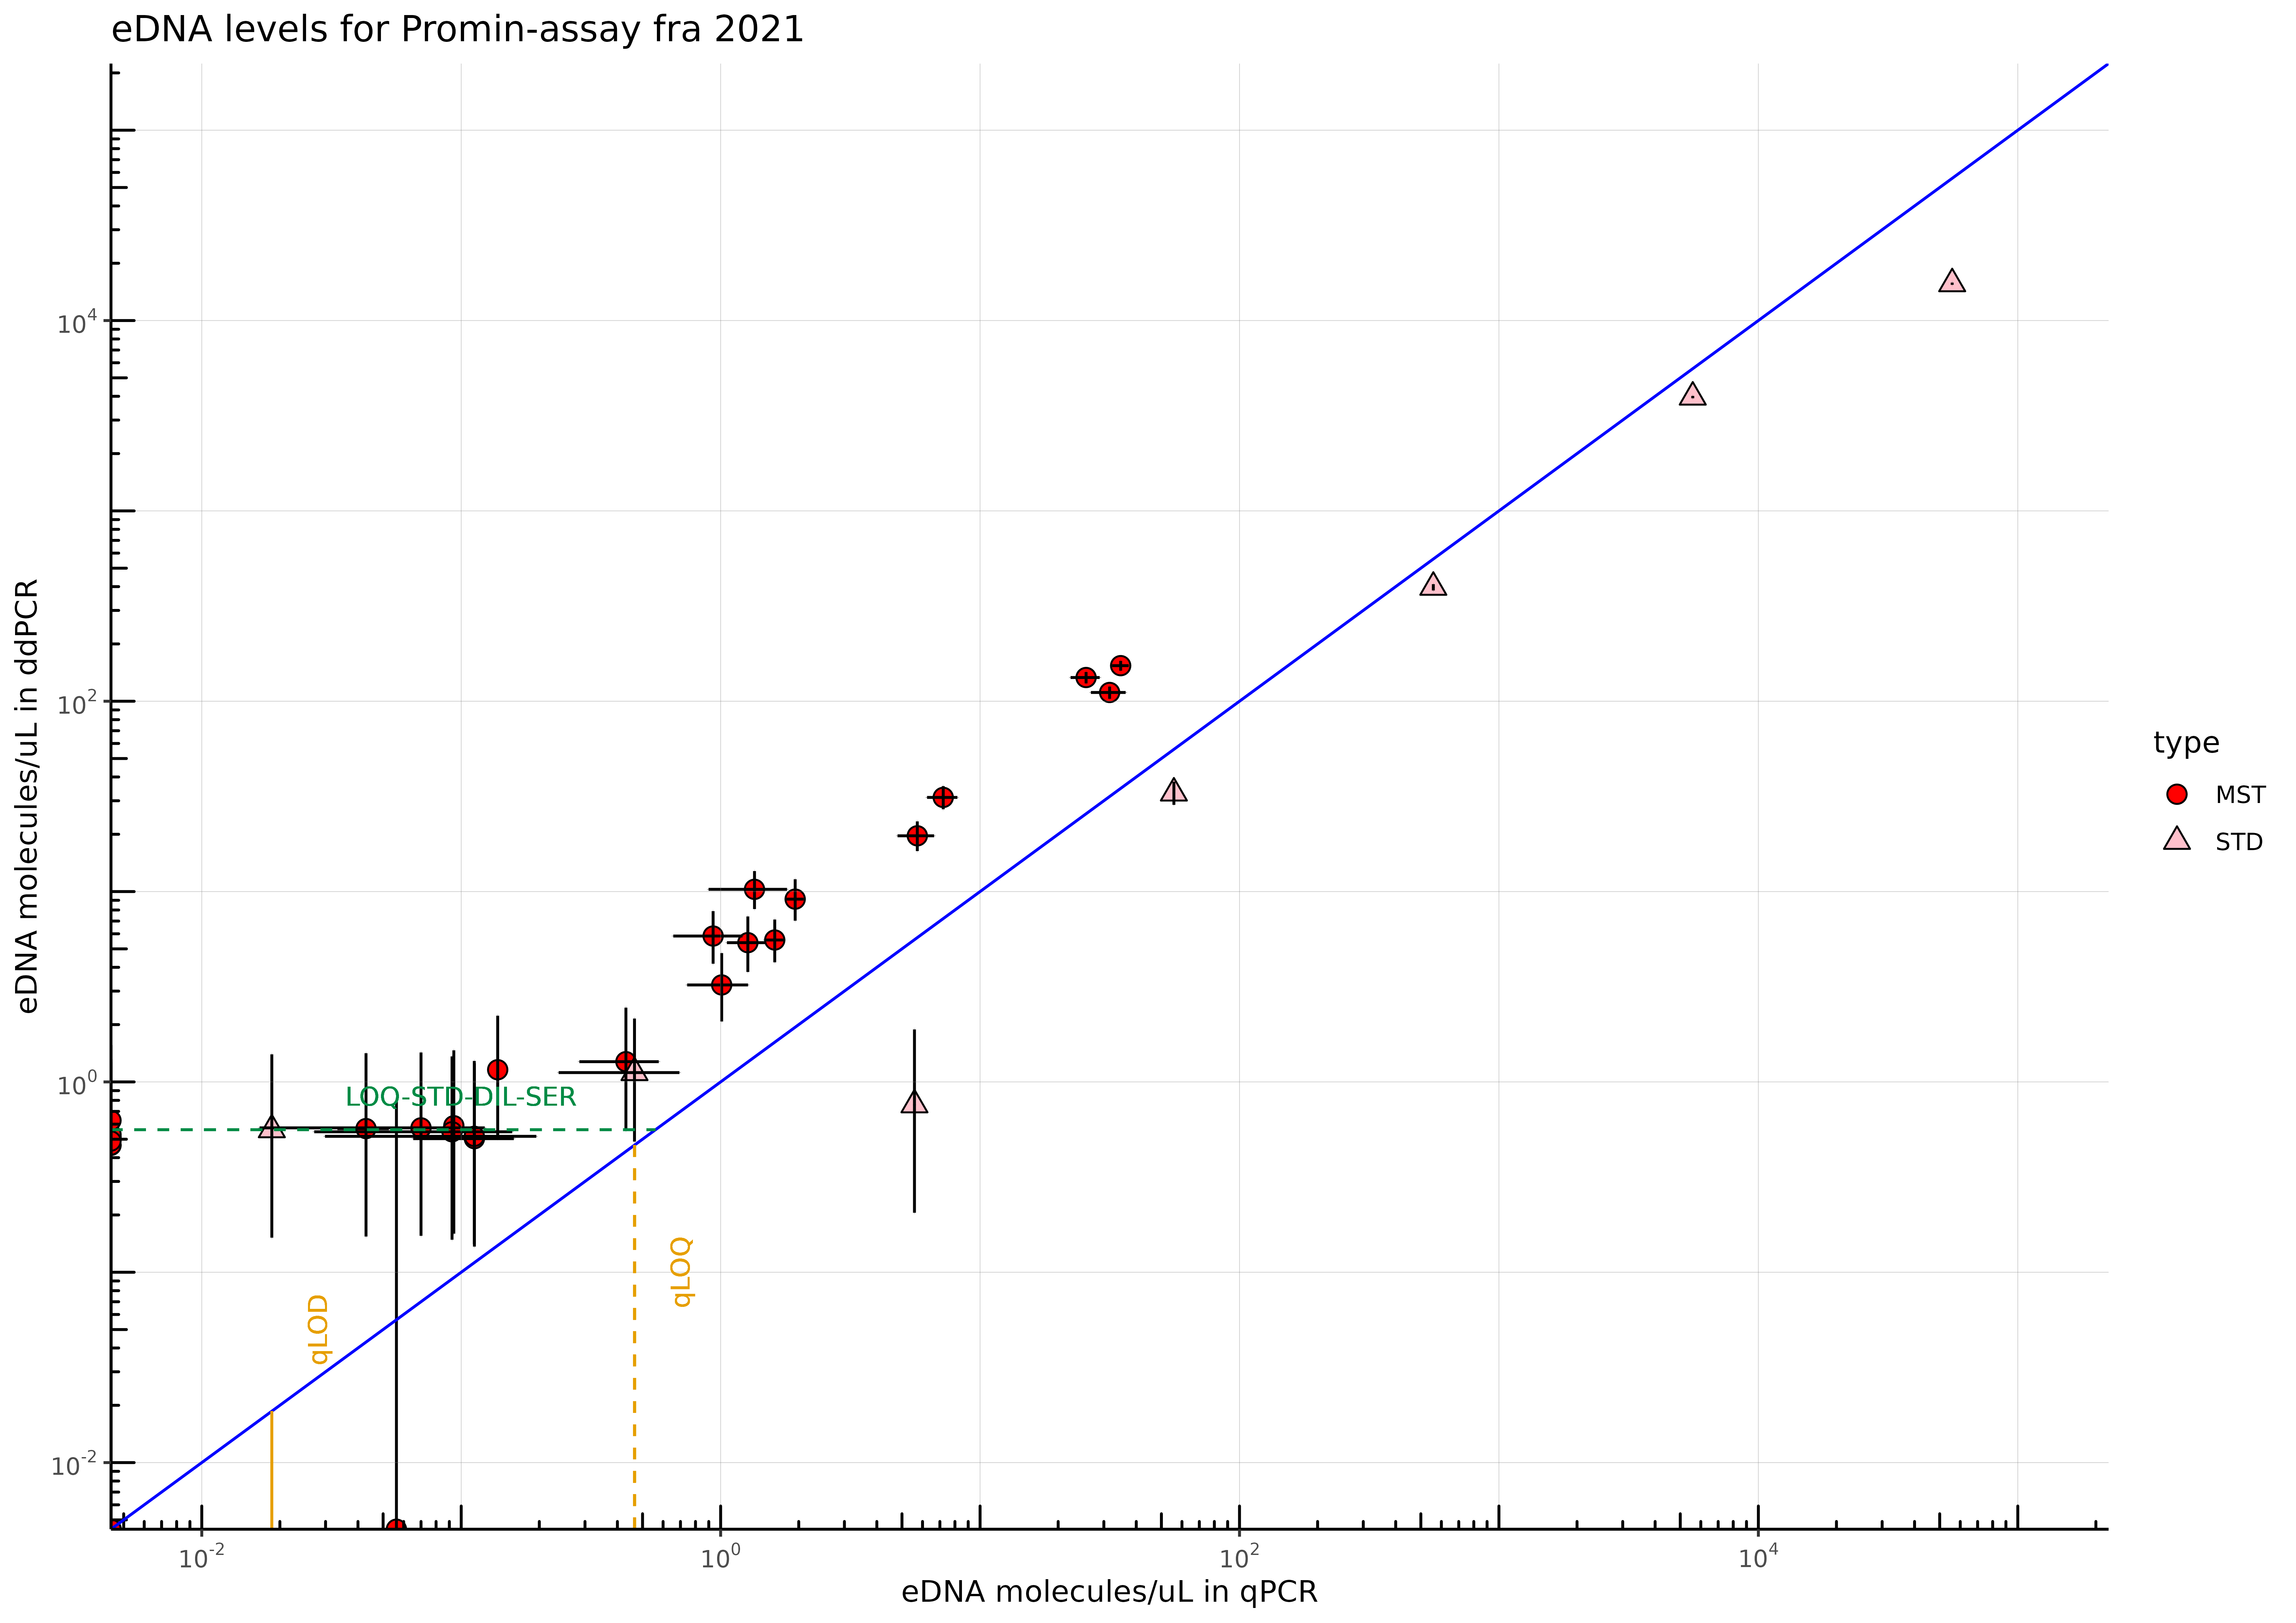 eDNA levels for Promin-assay fra 2021
eDNA molecules/uL in ddPCR
10^4
10^2
10^0
10^-2
LOQ-STD-DIL-SER
qLOD
qLOQ
type
MST
STD
10^-2 10^0 10^2 10^4
eDNA molecules/uL in qPCR